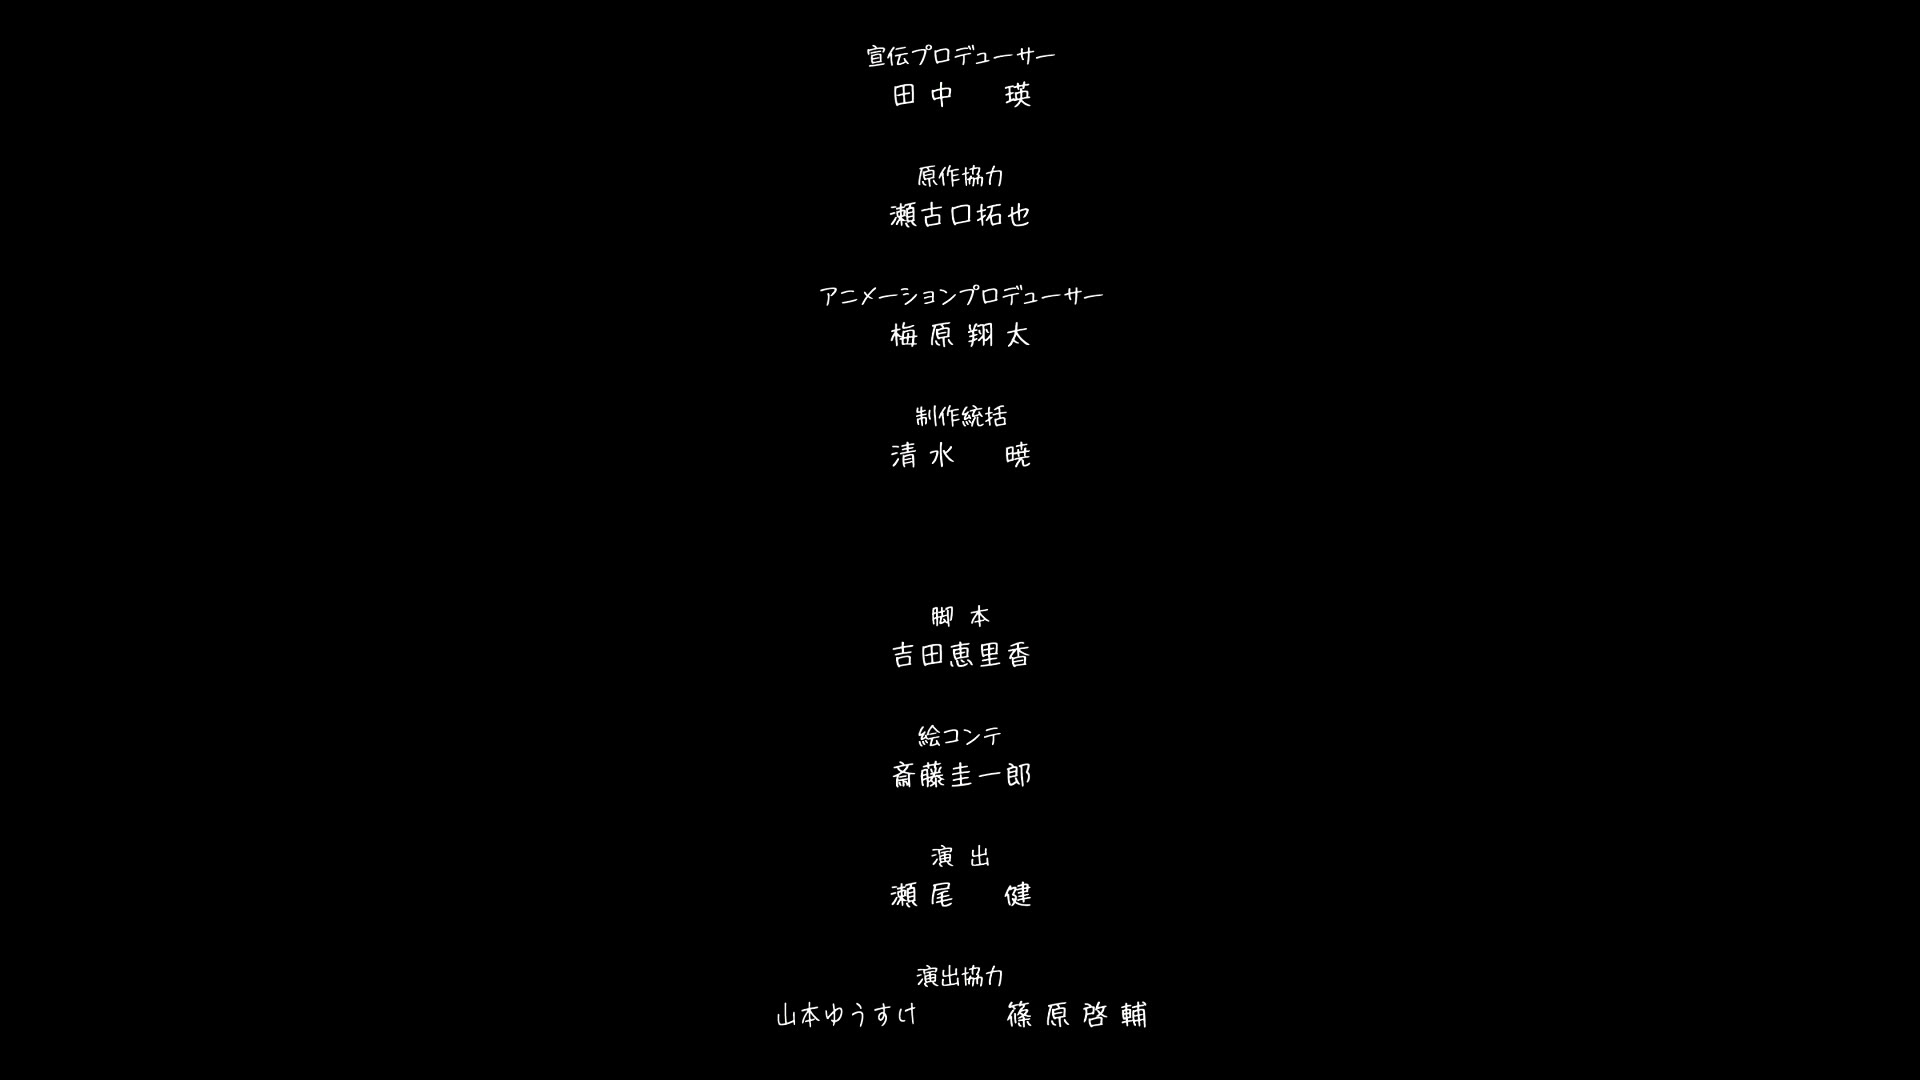 宣伝プロデューサー
田中　瑛
原作協力
瀬古口拓也
アニメーションプロデューサー
梅原翔太
制作統括
清水　暁
脚本
吉田恵里香
絵コンテ
斎藤圭一郎
演出
瀬尾　健
演出協力
山本ゆうすけ　篠原啓輔